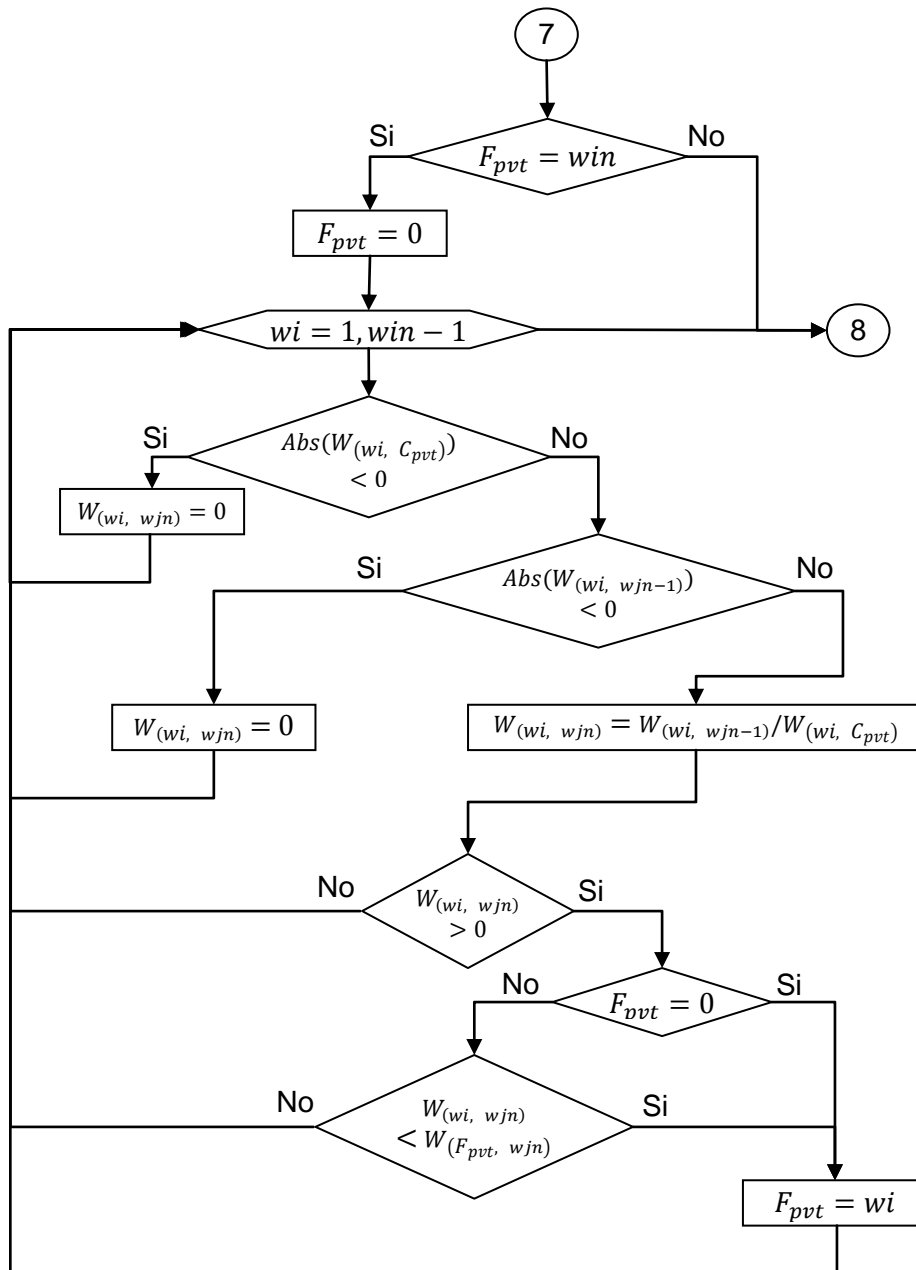 7
Si
No
F_pvt = win
F_pvt = 0
wi = 1, win − 1
8
Si
Abs(W_(wi, C_pvt))
< 0
No
W_(wi, wjn) = 0
Si
Abs(W_(wi, wjn−1))
< 0
No
W_(wi, wjn) = 0
W_(wi, wjn) = W_(wi, wjn−1)/W_(wi, C_pvt)
No
W_(wi, wjn)
> 0
Si
No
F_pvt = 0
Si
No
W_(wi, wjn)
< W_(F_pvt, wjn)
Si
F_pvt = wi